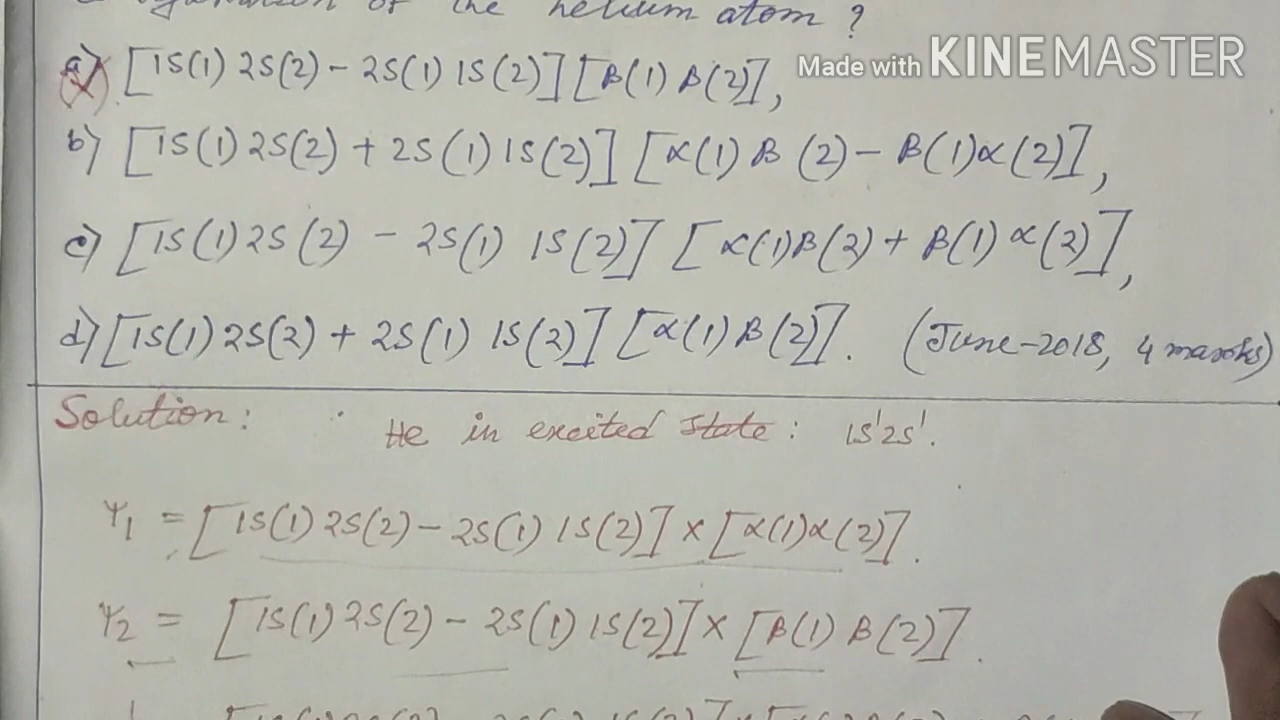 of the helium atom ?
a) [1S(1) 2S(2) - 2S(1) 1S(2)] [β(1) β(2)],
Made with KINEMASTER
b) [1S(1) 2S(2) + 2S(1) 1S(2)] [α(1) β (2) - β(1)α(2)],
c) [1S(1)2S(2) - 2S(1) 1S(2)] [α(1)β(2) + β(1) α(2)],
d) [1S(1) 2S(2) + 2S(1) 1S(2)] [α(1) β(2)]. (June-2018, 4 marks)
Solution: He in excited state: 1S¹2S¹.
Ψ1 = [1S(1) 2S(2) - 2S(1) 1S(2)] × [α(1)α(2)].
Ψ2 = [1S(1) 2S(2) - 2S(1) 1S(2)] × [β(1) β(2)].